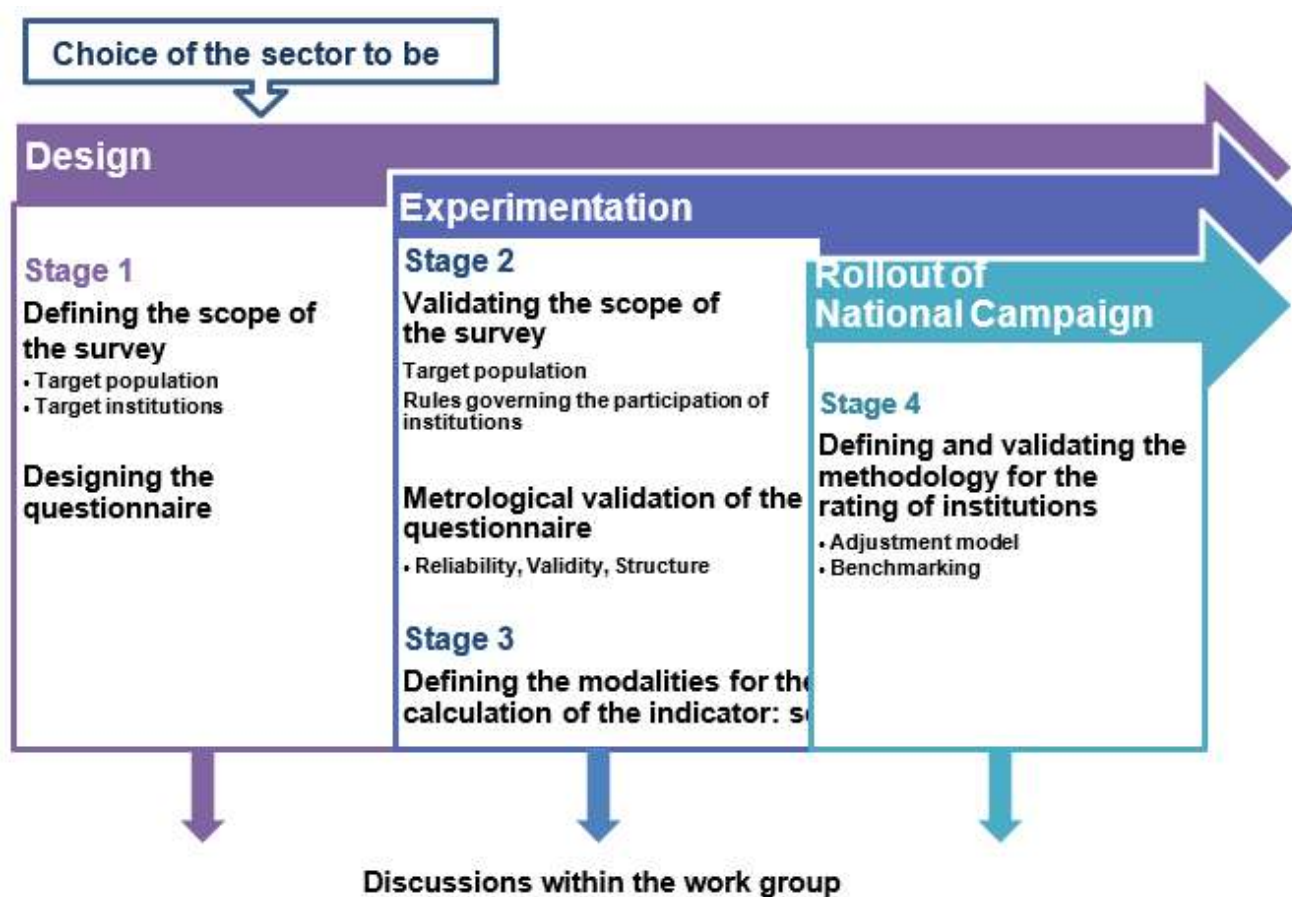 Choice of the sector to be
Design
Experimentation
Rollout of
National Campaign
Stage 1
Defining the scope of
the survey
• Target population
• Target institutions
Designing the
questionnaire
Stage 2
Validating the scope of
the survey
Target population
Rules governing the participation of
institutions
Metrological validation of the
questionnaire
• Reliability, Validity, Structure
Stage 3
Defining the modalities for the
calculation of the indicator:
Stage 4
Defining and validating the
methodology for the
rating of institutions
• Adjustment model
• Benchmarking
Discussions within the work group